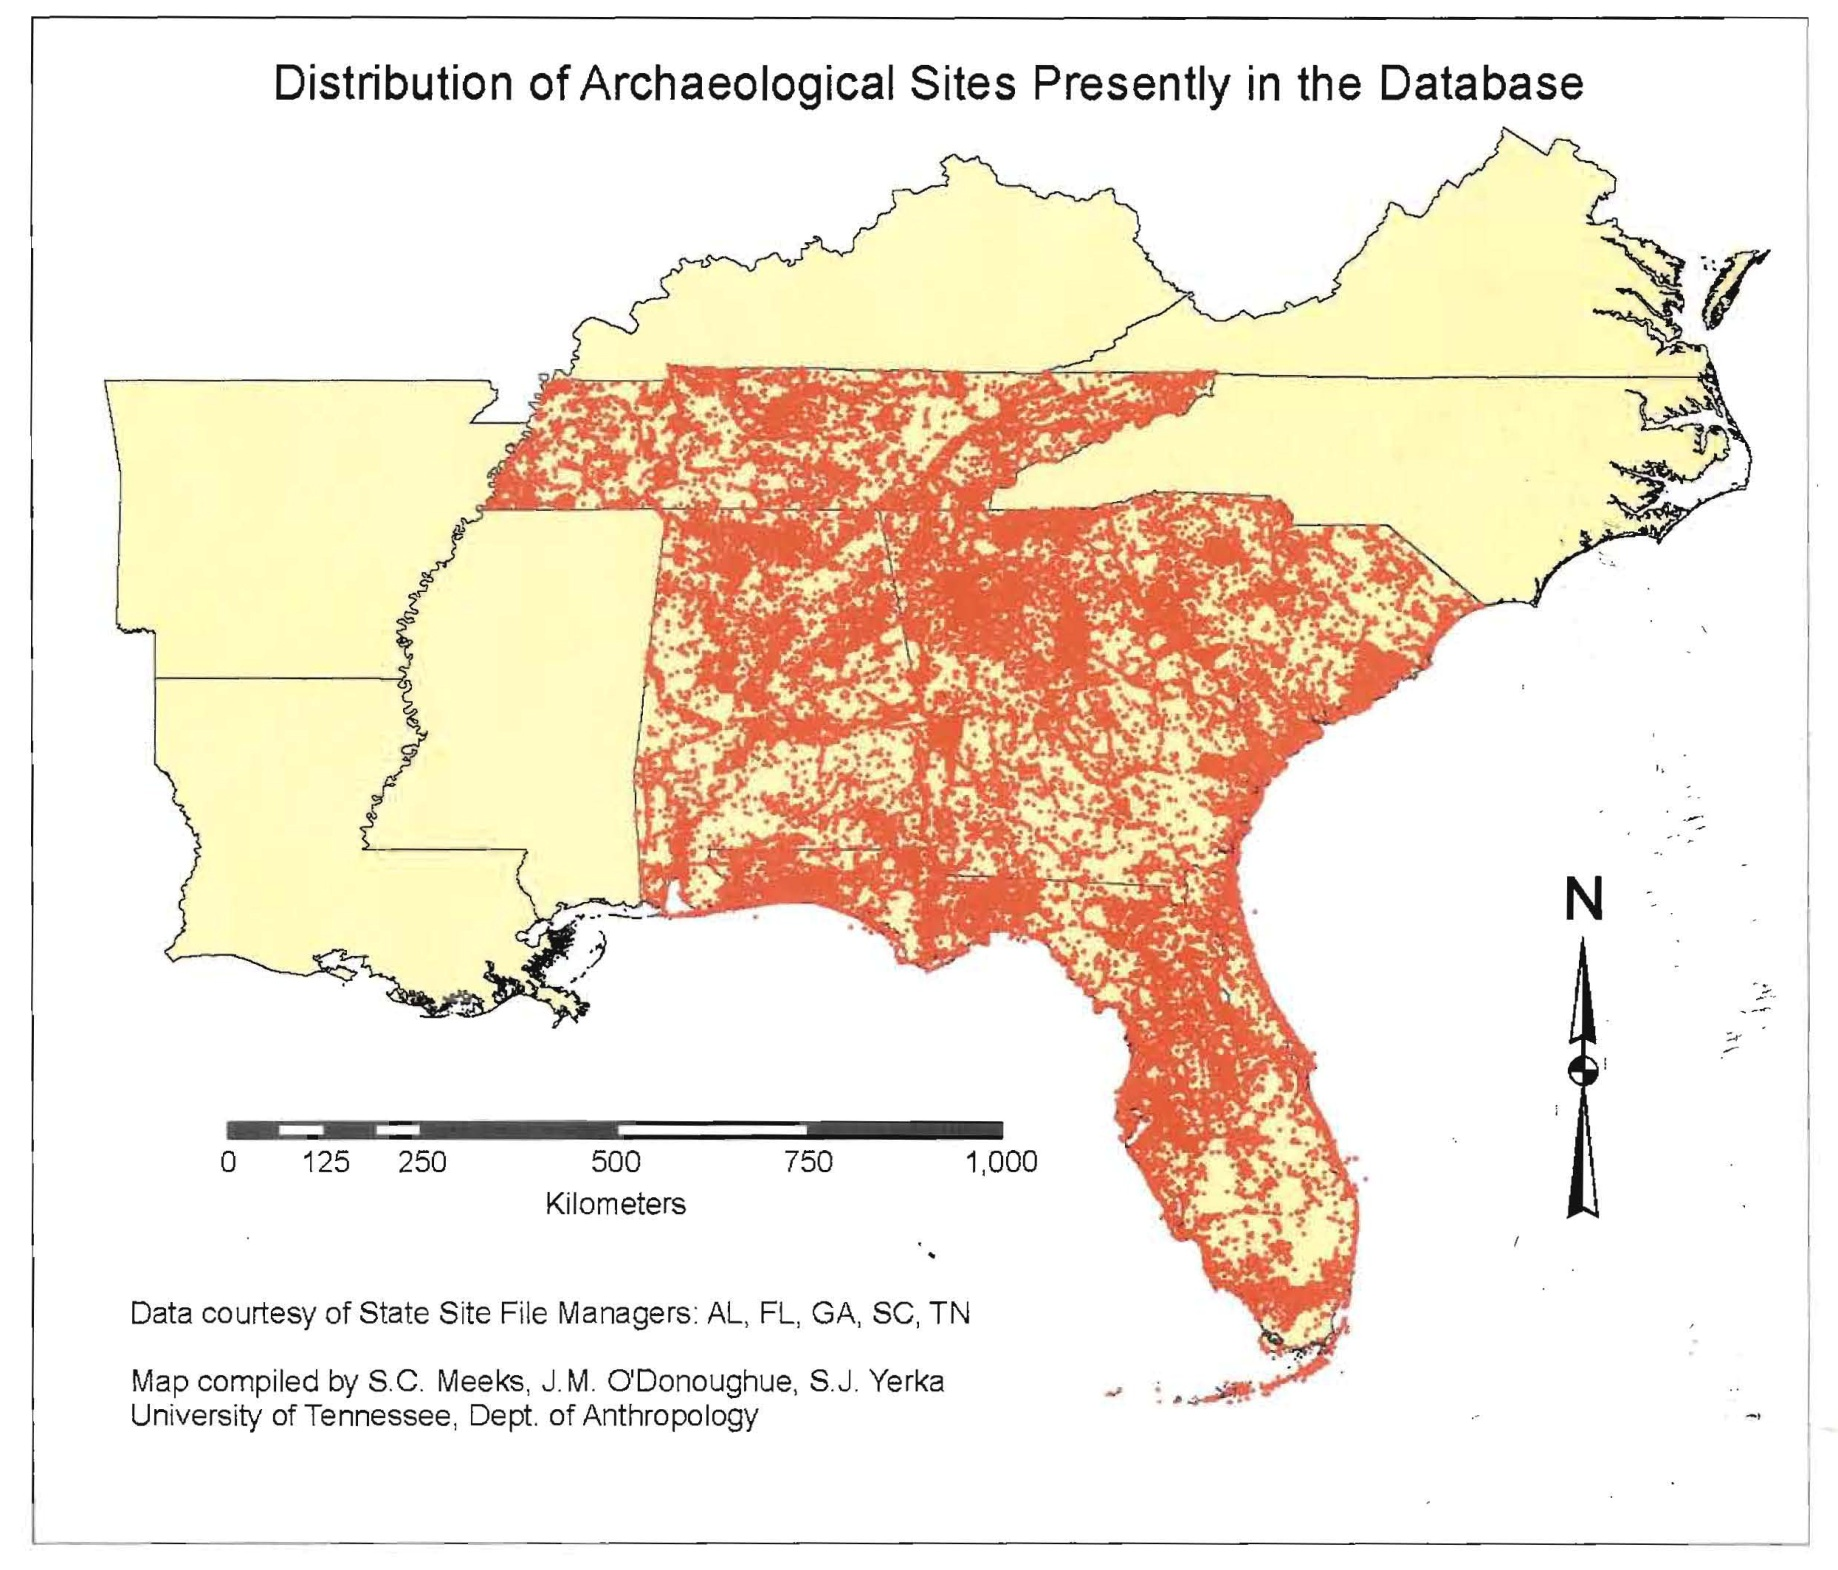 Distribution of Archaeological Sites Presently in the Database
N
0 125 250 500 750 1,000
Kilometers
Data courtesy of State Site File Managers: AL, FL, GA, SC, TN
Map compiled by S.C. Meeks, J.M. O'Donoughue, S.J. Yerka
University of Tennessee, Dept. of Anthropology